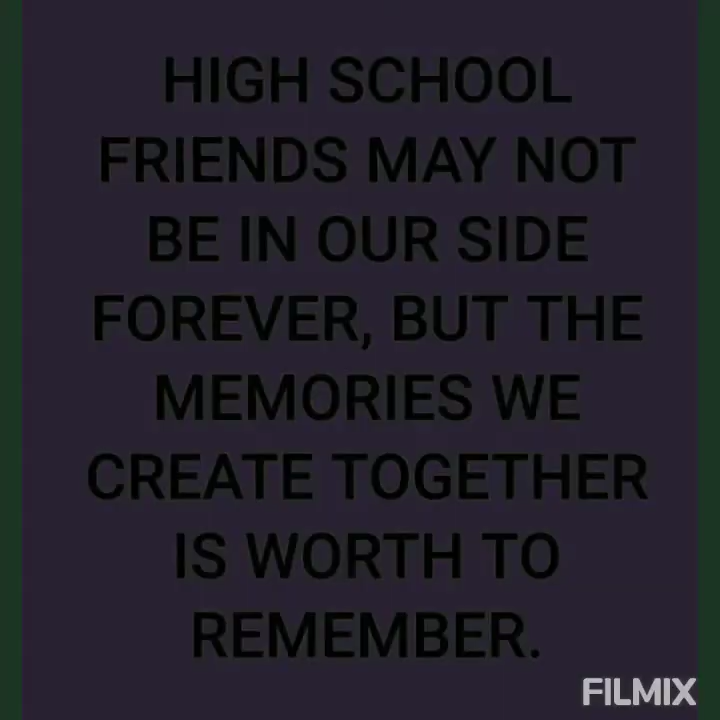 HIGH SCHOOL
FRIENDS MAY NOT
BE IN OUR SIDE
FOREVER, BUT THE
MEMORIES WE
CREATE TOGETHER
IS WORTH TO
REMEMBER.
FILMIX